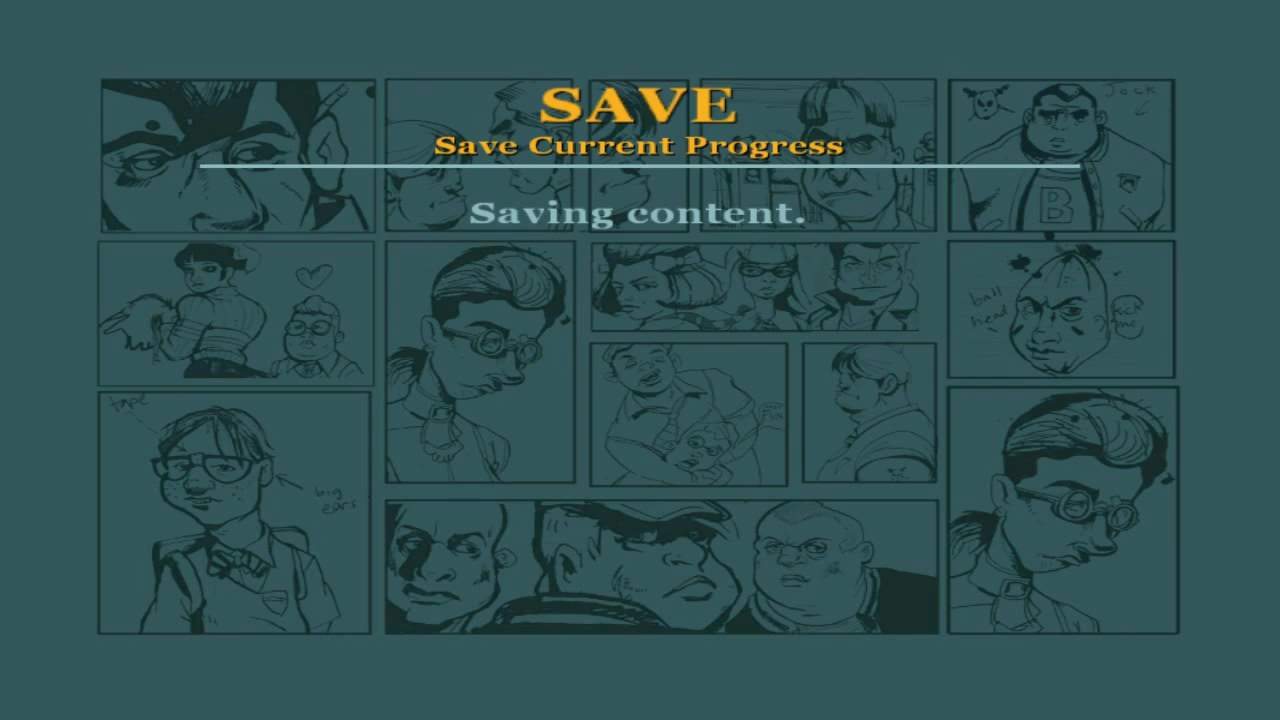 SAVE
Save Current Progress
Saving content.
Jock
B
ball
head
tape
big
ears